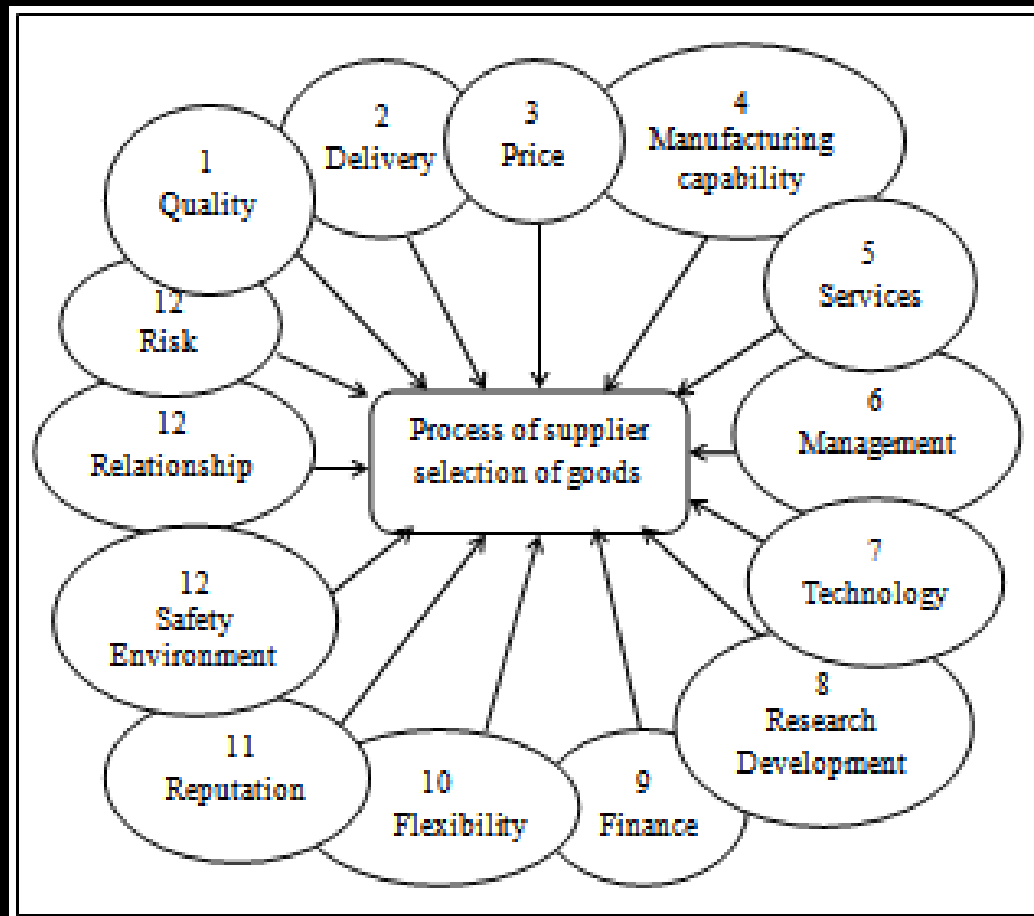 1
Quality
2
Delivery
3
Price
4
Manufacturing
capability
5
Services
6
Management
7
Technology
8
Research
Development
9
Finance
10
Flexibility
11
Reputation
12
Safety
Environment
12
Relationship
12
Risk
Process of supplier
selection of goods